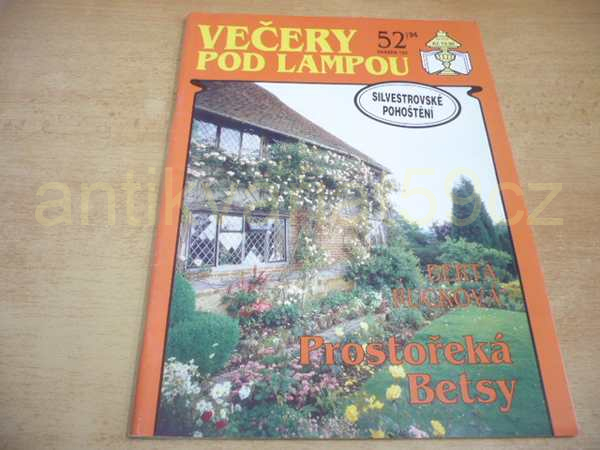 VEČERY
POD LAMPOU
52/94
SILVESTROVSKÉ
POHOŠTĚNÍ
BERTA
RUCKOVÁ
Prostořeká
Betsy